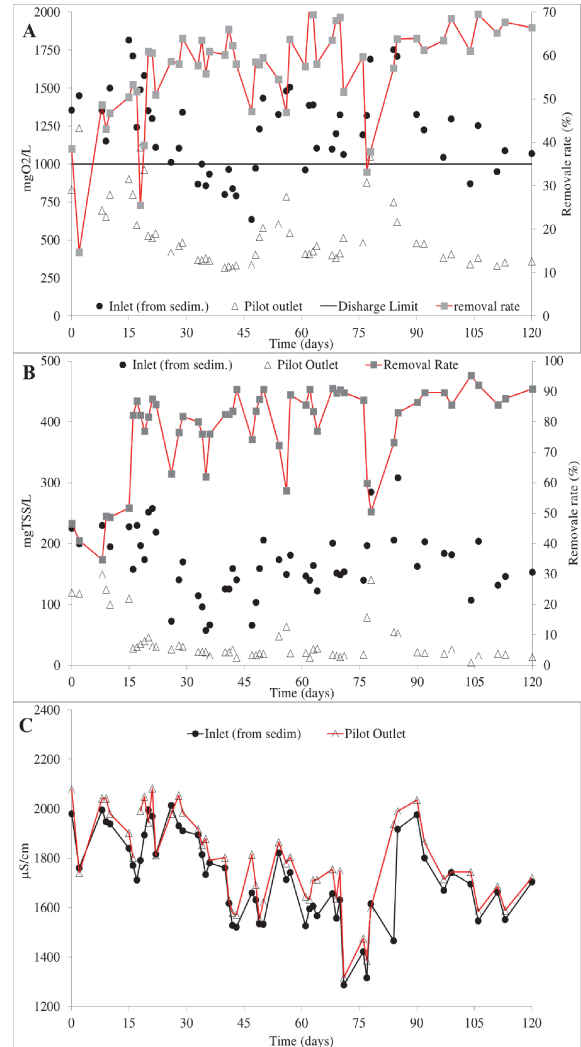 A
2000
1750
1500
1250
1000
750
500
250
0
mgO2/L
70
60
50
40
30
20
10
0
Removale rate (%)
Inlet (from sedim.)
Pilot outlet
Discharge Limit
removal rate
0 15 30 45 60 75 90 105 120
Time (days)
B
Inlet (from sedim.)
Pilot Outlet
Removal Rate
500
400
300
200
100
0
mgTSS/L
100
90
80
70
60
50
40
30
20
10
0
Removale rate (%)
0 15 30 45 60 75 90 105 120
Time (days)
C
Inlet (from sedim)
Pilot Outlet
2400
2200
2000
1800
1600
1400
1200
µS/cm
0 15 30 45 60 75 90 105 120
Time (days)